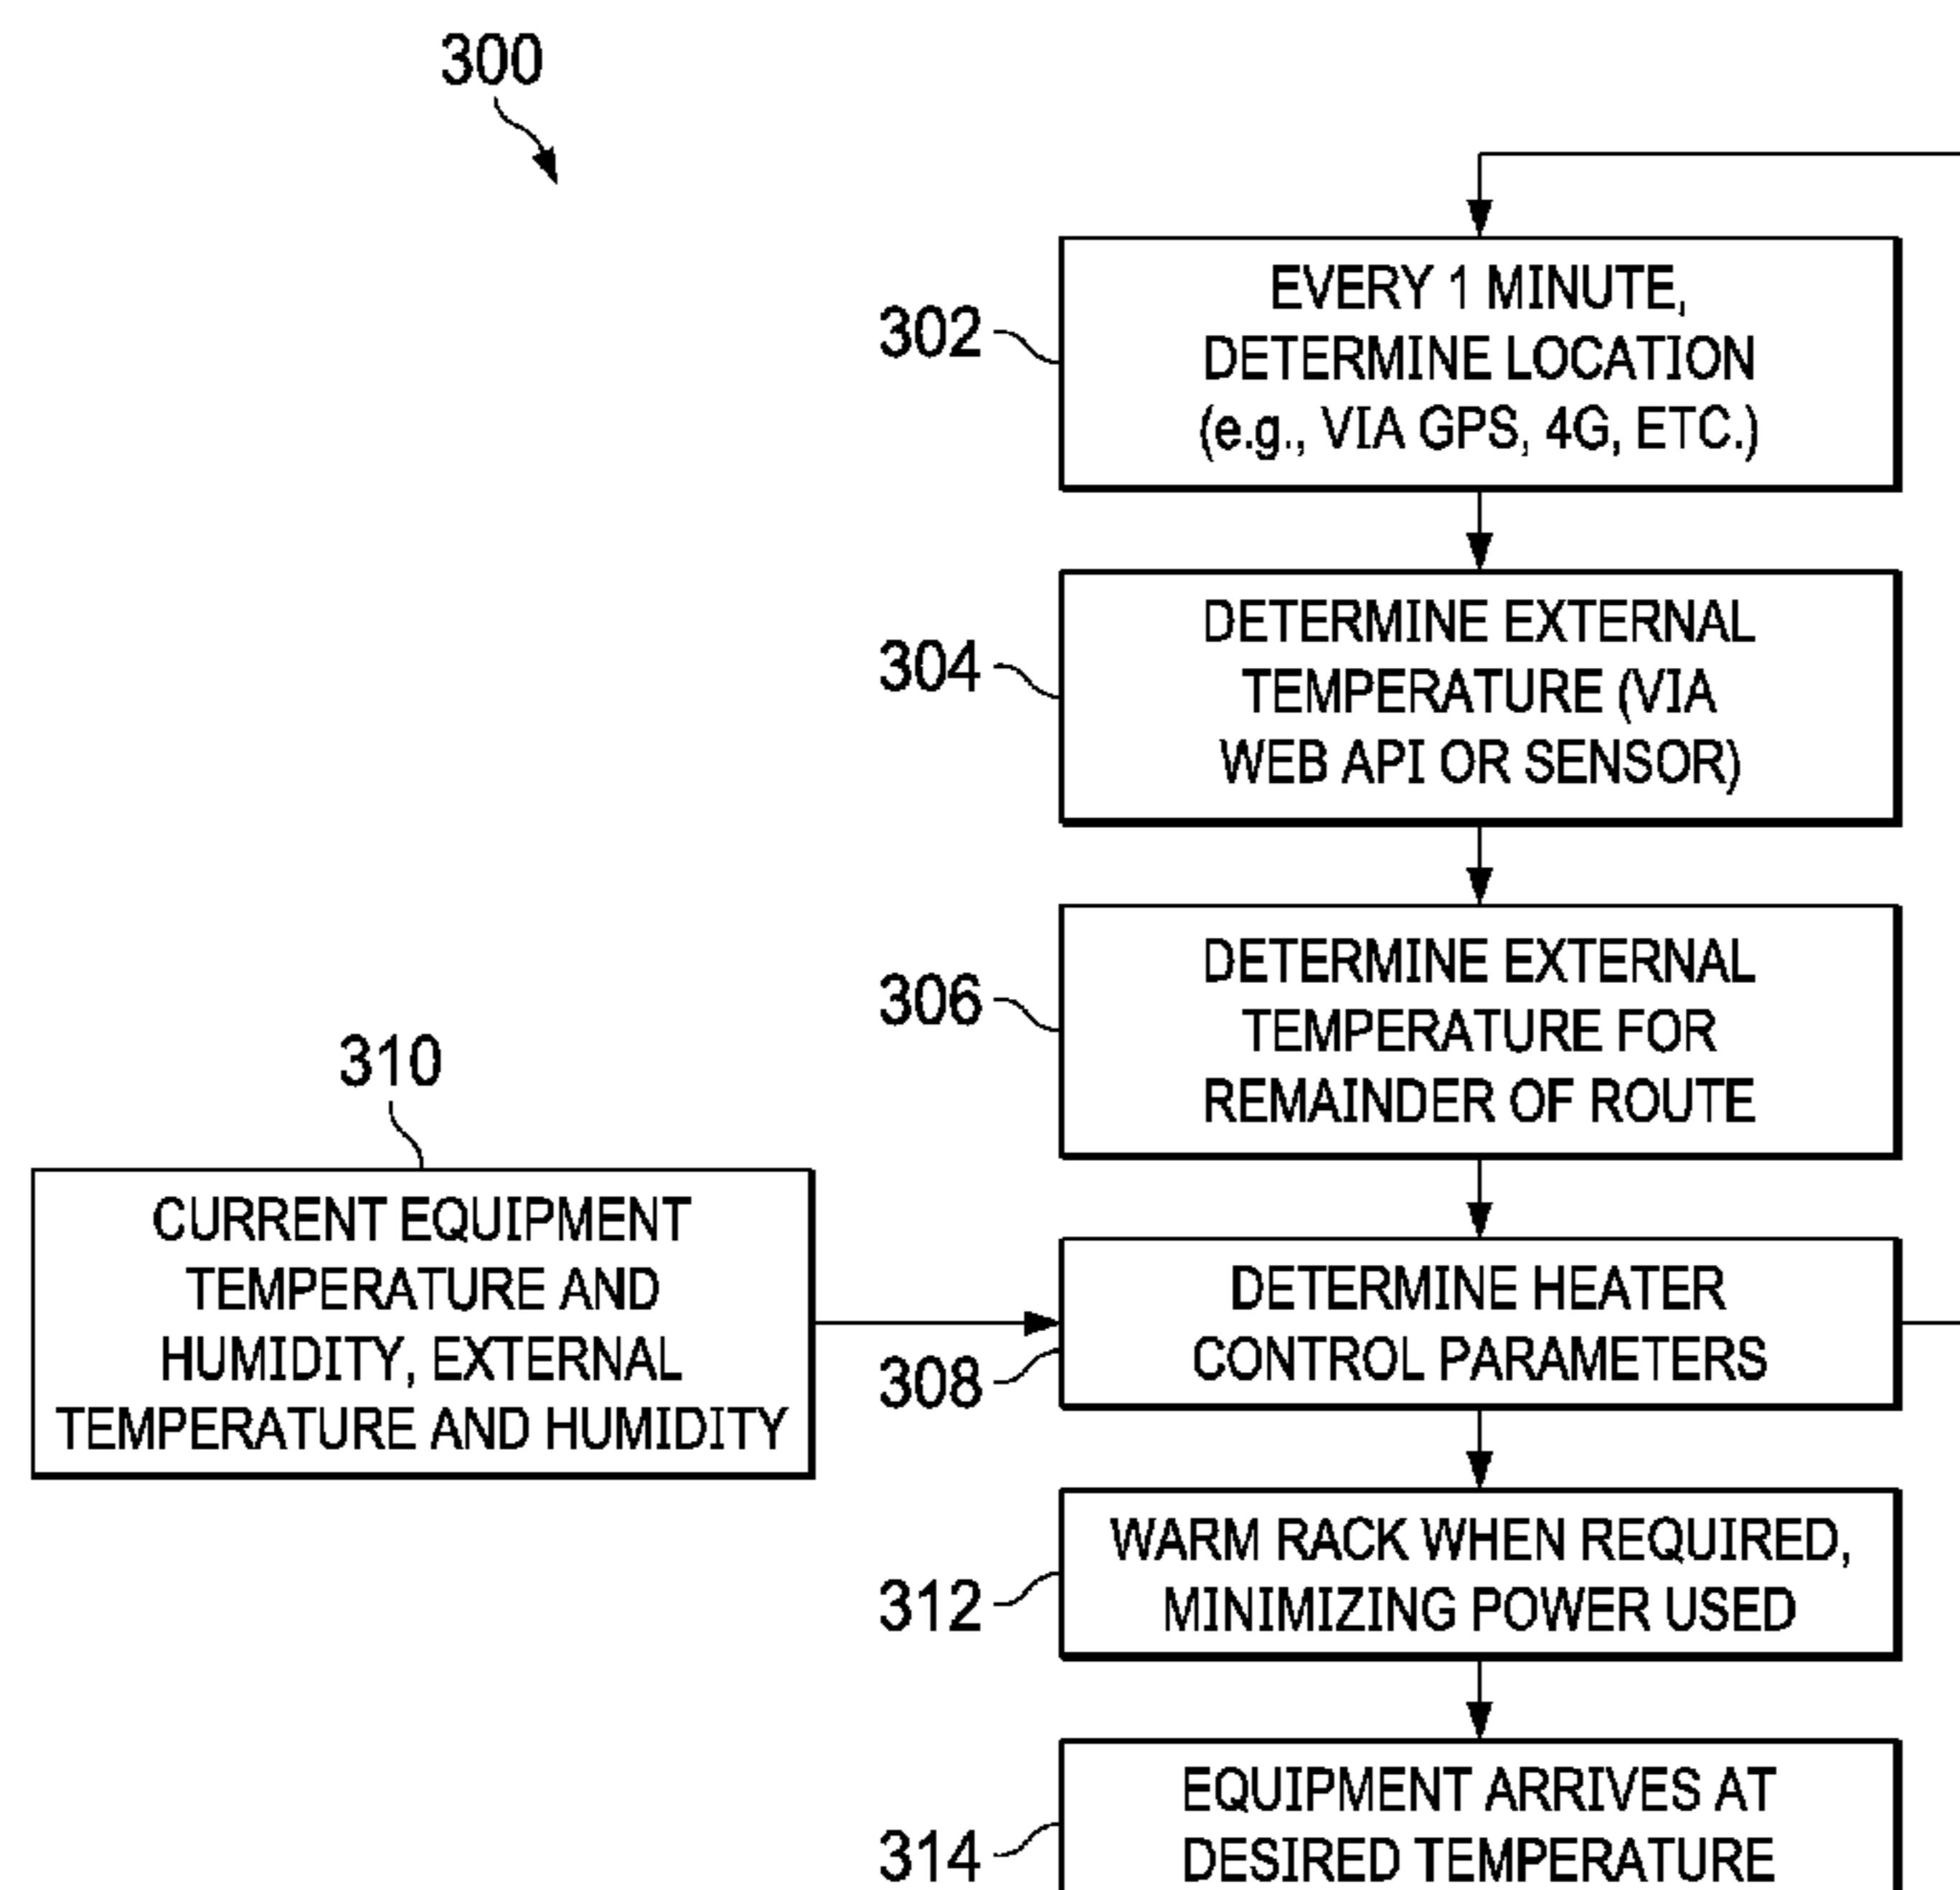 300
302
EVERY 1 MINUTE,
DETERMINE LOCATION
(e.g., VIA GPS, 4G, ETC.)
304
DETERMINE EXTERNAL
TEMPERATURE (VIA
WEB API OR SENSOR)
306
DETERMINE EXTERNAL
TEMPERATURE FOR
REMAINDER OF ROUTE
310
CURRENT EQUIPMENT
TEMPERATURE AND
HUMIDITY, EXTERNAL
TEMPERATURE AND HUMIDITY
308
DETERMINE HEATER
CONTROL PARAMETERS
312
WARM RACK WHEN REQUIRED,
MINIMIZING POWER USED
314
EQUIPMENT ARRIVES AT
DESIRED TEMPERATURE